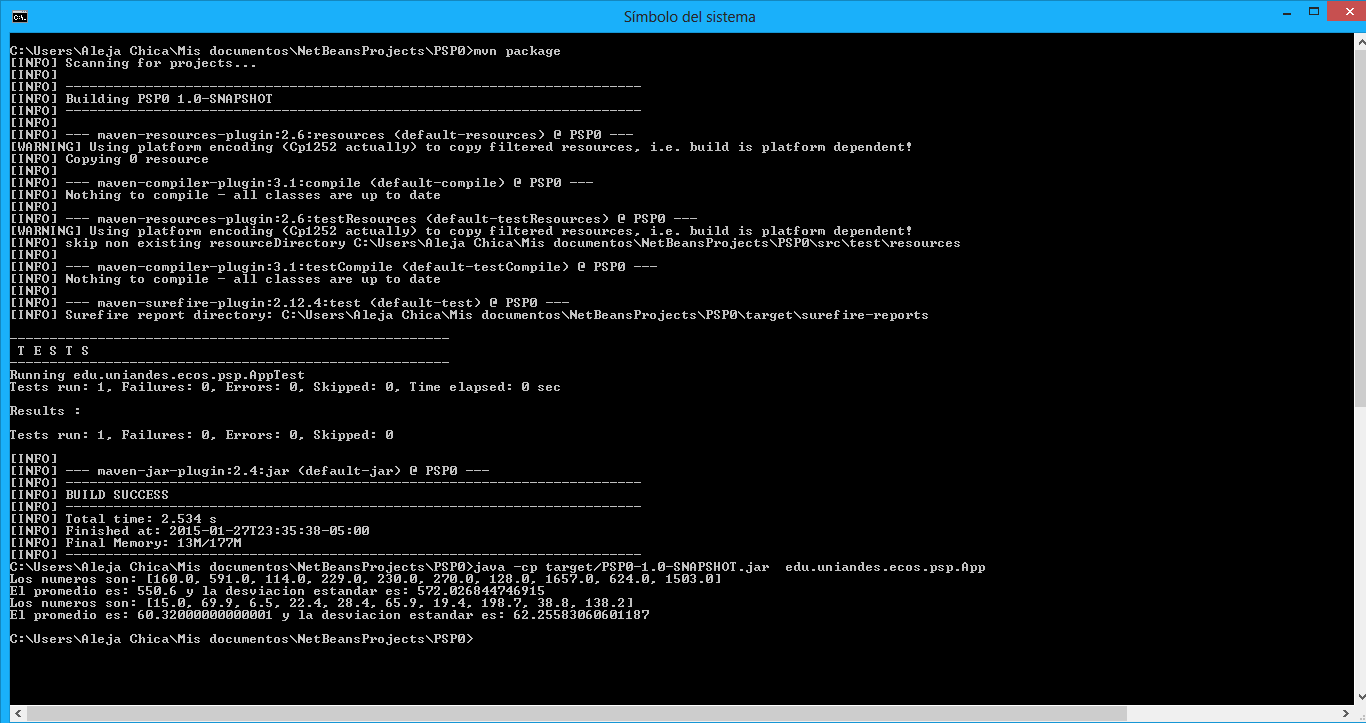 Símbolo del sistema
C:\Users\Aleja Chica\Mis documentos\NetBeansProjects\PSP0>mvn package
[INFO] Scanning for projects...
[INFO]
[INFO] ------------------------------------------------------------------------
[INFO] Building PSP0 1.0-SNAPSHOT
[INFO] ------------------------------------------------------------------------
[INFO]
[INFO] --- maven-resources-plugin:2.6:resources (default-resources) @ PSP0 ---
[WARNING] Using platform encoding (Cp1252 actually) to copy filtered resources, i.e. build is platform dependent!
[INFO] Copying 0 resource
[INFO]
[INFO] --- maven-compiler-plugin:3.1:compile (default-compile) @ PSP0 ---
[INFO] Nothing to compile - all classes are up to date
[INFO]
[INFO] --- maven-resources-plugin:2.6:testResources (default-testResources) @ PSP0 ---
[WARNING] Using platform encoding (Cp1252 actually) to copy filtered resources, i.e. build is platform dependent!
[INFO] skip non existing resourceDirectory C:\Users\Aleja Chica\Mis documentos\NetBeansProjects\PSP0\src\test\resources
[INFO]
[INFO] --- maven-compiler-plugin:3.1:testCompile (default-testCompile) @ PSP0 ---
[INFO] Nothing to compile - all classes are up to date
[INFO]
[INFO] --- maven-surefire-plugin:2.12.4:test (default-test) @ PSP0 ---
[INFO] Surefire report directory: C:\Users\Aleja Chica\Mis documentos\NetBeansProjects\PSP0\target\surefire-reports
-------------------------------------------------------
T E S T S
-------------------------------------------------------
Running edu.uniandes.ecos.psp.AppTest
Tests run: 1, Failures: 0, Errors: 0, Skipped: 0, Time elapsed: 0 sec
Results :
Tests run: 1, Failures: 0, Errors: 0, Skipped: 0
[INFO]
[INFO] --- maven-jar-plugin:2.4:jar (default-jar) @ PSP0 ---
[INFO] ------------------------------------------------------------------------
[INFO] BUILD SUCCESS
[INFO] ------------------------------------------------------------------------
[INFO] Total time: 2.534 s
[INFO] Finished at: 2015-01-27T23:35:38-05:00
[INFO] Final Memory: 13M/177M
[INFO] ------------------------------------------------------------------------
C:\Users\Aleja Chica\Mis documentos\NetBeansProjects\PSP0>java -cp target/PSP0-1.0-SNAPSHOT.jar  edu.uniandes.ecos.psp.App
Los numeros son: [160.0, 591.0, 114.0, 229.0, 230.0, 270.0, 128.0, 1657.0, 624.0, 1503.0]
El promedio es: 550.6 y la desviacion estandar es: 572.026844746915
Los numeros son: [15.0, 69.9, 6.5, 22.4, 28.4, 65.9, 19.4, 198.7, 38.8, 138.2]
El promedio es: 60.32000000000001 y la desviacion estandar es: 62.25583060601187
C:\Users\Aleja Chica\Mis documentos\NetBeansProjects\PSP0>